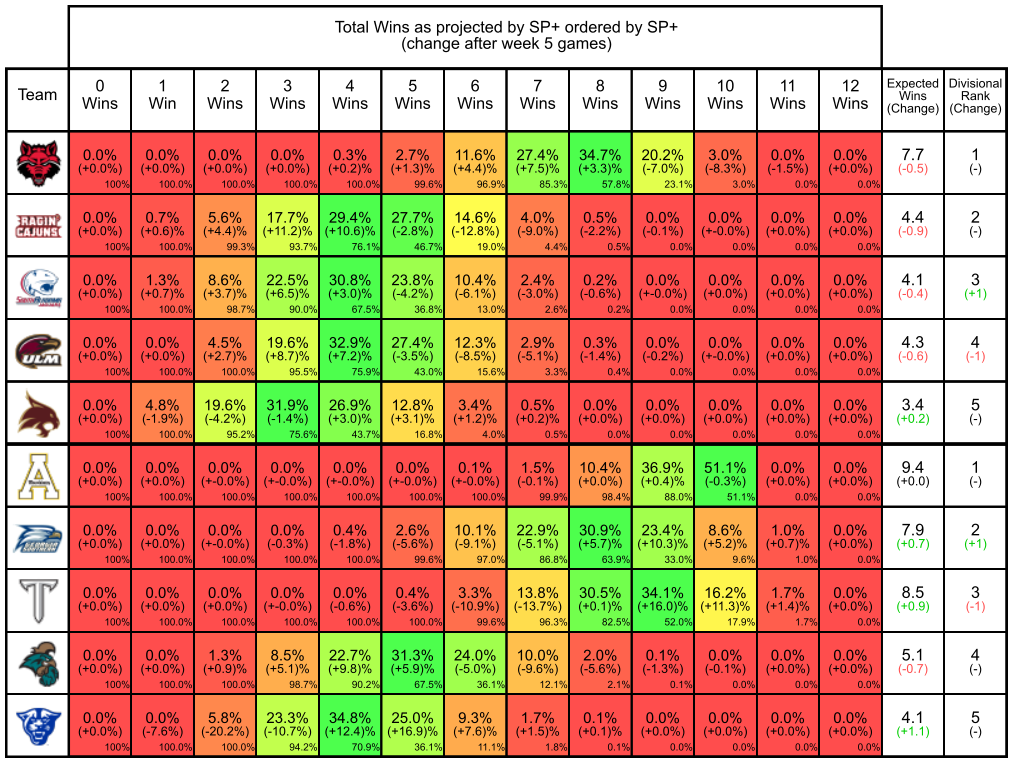 Total Wins as projected by SP+ ordered by SP+
(change after week 5 games)
Team 0 Wins 1 Win 2 Wins 3 Wins 4 Wins 5 Wins 6 Wins 7 Wins 8 Wins 9 Wins 10 Wins 11 Wins 12 Wins Expected Wins (Change) Divisional Rank (Change)
0.0% 0.0% 0.0% 0.0% 0.3% 2.7% 11.6% 27.4% 34.7% 20.2% 3.0% 0.0% 0.0% 7.7 1
(+0.0%) (+0.0%) (+0.0%) (+0.0%) (+0.2)% (+1.3)% (+4.4)% (+7.5)% (+3.3)% (-7.0)% (-8.3)% (-1.5)% (+0.0)% (-0.5) (-)
100% 100.0% 100.0% 100.0% 100.0% 99.6% 96.9% 85.3% 57.8% 23.1% 3.0% 0.0% 0.0%
RAGIN CAJUNS 0.0% 0.7% 5.6% 17.7% 29.4% 27.7% 14.6% 4.0% 0.5% 0.0% 0.0% 0.0% 0.0% 4.4 2
(+0.0%) (+0.6)% (+4.4)% (+11.2)% (+10.6)% (-2.8)% (-12.8)% (-9.0)% (-2.2)% (-0.1)% (+-0.0)% (+0.0)% (+0.0)% (-0.9) (-)
100% 100.0% 99.3% 93.7% 76.1% 46.7% 19.0% 4.4% 0.5% 0.0% 0.0% 0.0% 0.0%
0.0% 1.3% 8.6% 22.5% 30.8% 23.8% 10.4% 2.4% 0.2% 0.0% 0.0% 0.0% 0.0% 4.1 3
(+0.0%) (+0.7)% (+3.7)% (+6.5)% (+3.0)% (-4.2)% (-6.1)% (-3.0)% (-0.6)% (+-0.0)% (+0.0)% (+0.0)% (+0.0)% (-0.4) (+1)
100% 100.0% 98.7% 90.0% 67.5% 36.8% 13.0% 2.6% 0.2% 0.0% 0.0% 0.0% 0.0%
ULM 0.0% 0.0% 4.5% 19.6% 32.9% 27.4% 12.3% 2.9% 0.3% 0.0% 0.0% 0.0% 0.0% 4.3 4
(+0.0%) (+0.0)% (+2.7)% (+8.7)% (+7.2)% (-3.5)% (-8.5)% (-5.1)% (-1.4)% (-0.2)% (+-0.0)% (+0.0)% (+0.0)% (-0.6) (-1)
100% 100.0% 100.0% 95.5% 75.9% 43.0% 15.6% 3.3% 0.4% 0.0% 0.0% 0.0% 0.0%
0.0% 4.8% 19.6% 31.9% 26.9% 12.8% 3.4% 0.5% 0.0% 0.0% 0.0% 0.0% 0.0% 3.4 5
(+0.0%) (-1.9)% (-4.2)% (-1.4)% (+3.0)% (+3.1)% (+1.2)% (+0.2)% (+0.0)% (+0.0)% (+0.0)% (+0.0)% (+0.0)% (+0.2) (-)
100% 100.0% 95.2% 75.6% 43.7% 16.8% 4.0% 0.5% 0.0% 0.0% 0.0% 0.0% 0.0%
A 0.0% 0.0% 0.0% 0.0% 0.0% 0.0% 0.1% 1.5% 10.4% 36.9% 51.1% 0.0% 0.0% 9.4 1
(+0.0%) (+-0.0)% (+-0.0)% (+-0.0)% (+-0.0)% (+-0.0)% (+-0.0)% (-0.1)% (+0.0)% (+0.4)% (-0.3)% (+0.0)% (+0.0)% (+0.0) (-)
100% 100.0% 100.0% 100.0% 100.0% 100.0% 100.0% 99.9% 98.4% 88.0% 51.1% 0.0% 0.0%
0.0% 0.0% 0.0% 0.0% 0.4% 2.6% 10.1% 22.9% 30.9% 23.4% 8.6% 1.0% 0.0% 7.9 2
(+0.0%) (+0.0)% (+-0.0)% (-0.3)% (-1.8)% (-5.6)% (-9.1)% (-5.1)% (+5.7)% (+10.3)% (+5.2)% (+0.7)% (+0.0)% (+0.7) (+1)
100% 100.0% 100.0% 100.0% 100.0% 99.6% 97.0% 86.8% 63.9% 33.0% 9.6% 1.0% 0.0%
T 0.0% 0.0% 0.0% 0.0% 0.0% 0.4% 3.3% 13.8% 30.5% 34.1% 16.2% 1.7% 0.0% 8.5 3
(+0.0%) (+0.0)% (+0.0)% (+-0.0)% (-0.6)% (-3.6)% (-10.9)% (-13.7)% (+0.1)% (+16.0)% (+11.3)% (+1.4)% (+0.0)% (+0.9) (-1)
100% 100.0% 100.0% 100.0% 100.0% 100.0% 99.6% 96.3% 82.5% 52.0% 17.9% 1.7% 0.0%
0.0% 0.0% 1.3% 8.5% 22.7% 31.3% 24.0% 10.0% 2.0% 0.1% 0.0% 0.0% 0.0% 5.1 4
(+0.0%) (+0.0)% (+0.9)% (+5.1)% (+9.8)% (+5.9)% (-5.0)% (-9.6)% (-5.6)% (-1.3)% (-0.1)% (+0.0)% (+0.0)% (-0.7) (-)
100% 100.0% 100.0% 98.7% 90.2% 67.5% 36.1% 12.1% 2.1% 0.1% 0.0% 0.0% 0.0%
0.0% 0.0% 5.8% 23.3% 34.8% 25.0% 9.3% 1.7% 0.1% 0.0% 0.0% 0.0% 0.0% 4.1 5
(+0.0%) (-7.6)% (-20.2)% (-10.7)% (+12.4)% (+16.9)% (+7.6)% (+1.5)% (+0.1)% (+0.0)% (+0.0)% (+0.0)% (+0.0)% (+1.1) (-)
100% 100.0% 100.0% 94.2% 70.9% 36.1% 11.1% 1.8% 0.1% 0.0% 0.0% 0.0% 0.0%